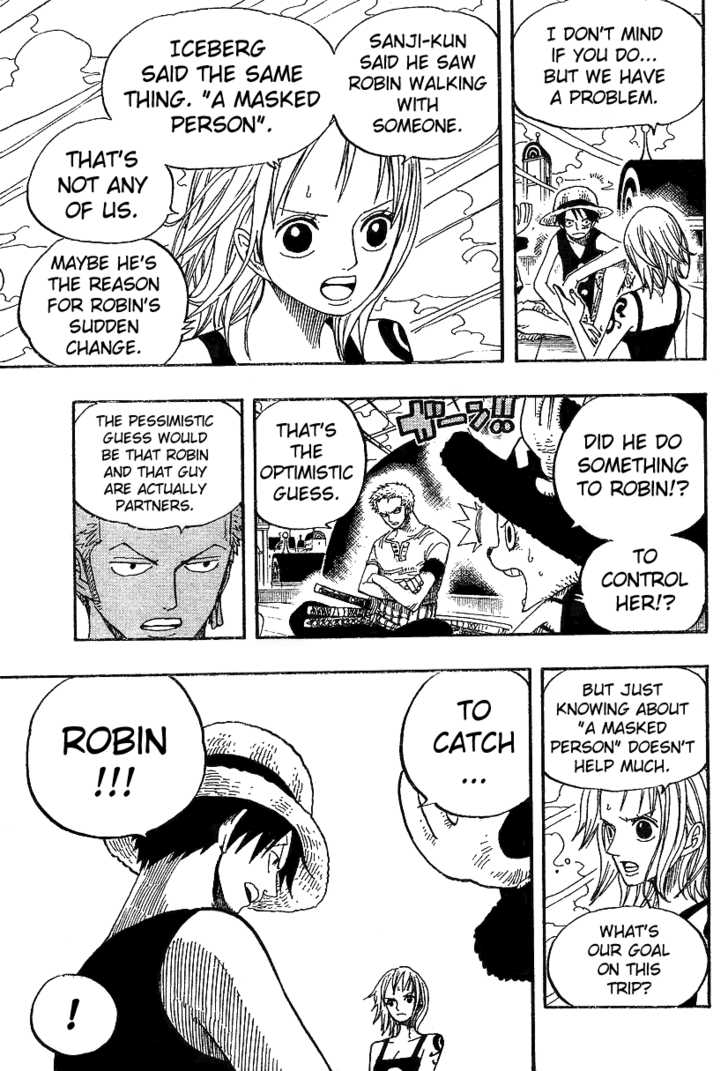 I DON'T MIND
IF YOU DO...
BUT WE HAVE
A PROBLEM.
SANJI-KUN
SAID HE SAW
ROBIN WALKING
WITH
SOMEONE.
ICEBERG
SAID THE SAME
THING. "A MASKED
PERSON".
THAT'S
NOT ANY
OF US.
MAYBE HE'S
THE REASON
FOR ROBIN'S
SUDDEN
CHANGE.
DID HE DO
SOMETHING
TO ROBIN!?
TO
CONTROL
HER!?
ガーン!!
THAT'S
THE
OPTIMISTIC
GUESS.
THE PESSIMISTIC
GUESS WOULD
BE THAT ROBIN
AND THAT GUY
ARE ACTUALLY
PARTNERS.
BUT JUST
KNOWING ABOUT
"A MASKED
PERSON" DOESN'T
HELP MUCH.
WHAT'S
OUR GOAL
ON THIS
TRIP?
TO
CATCH
...
ROBIN
!!!
!